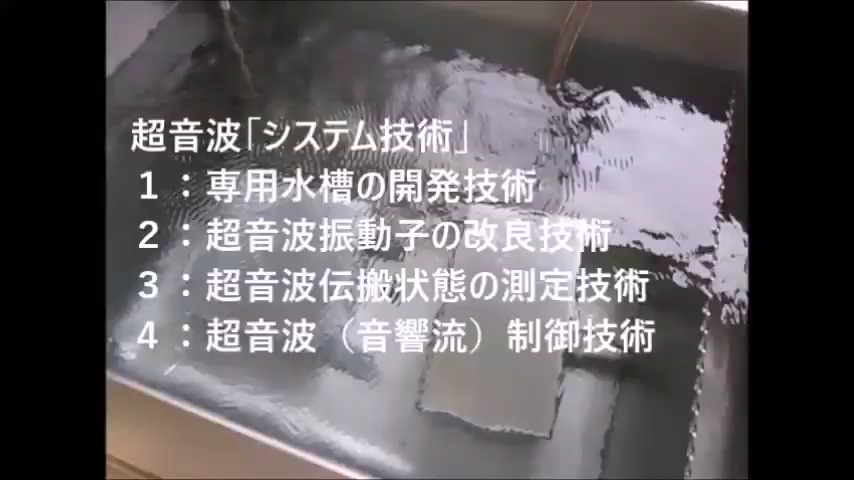 超音波「システム技術」
１：専用水槽の開発技術
２：超音波振動子の改良技術
３：超音波伝搬状態の測定技術
４：超音波（音響流）制御技術